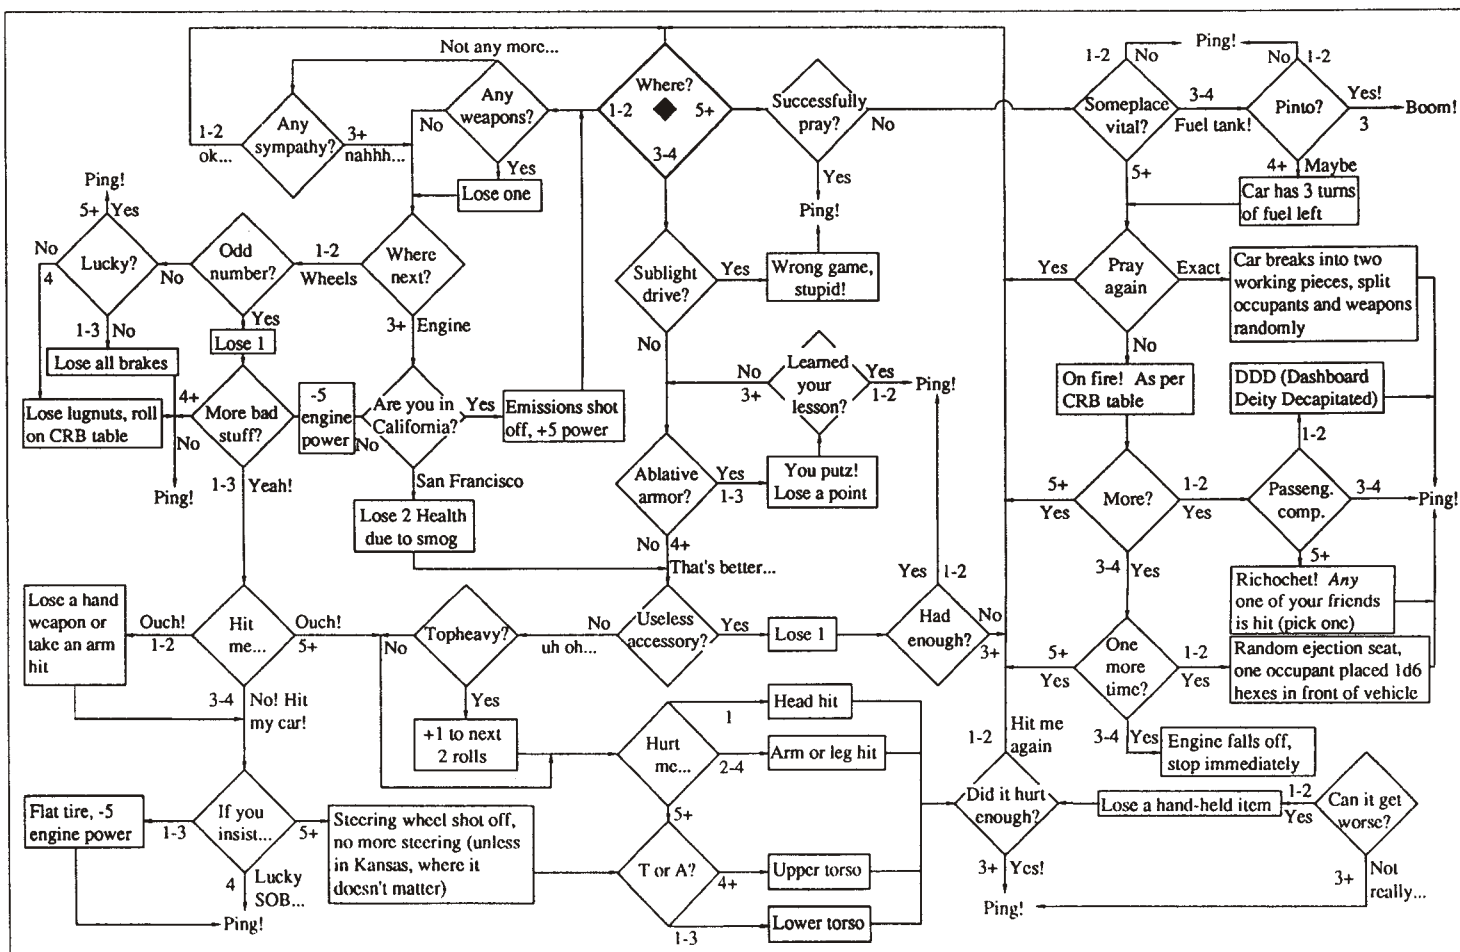 Not any more...
Any
sympathy?
1-2
ok...
3+
nahhh...
Any
weapons?
No
Yes
Lose one
Where?
1-2
5+
3-4
Successfully
pray?
No
Yes
Ping!
1-2
No
Ping!
No
1-2
Someplace
vital?
3-4
Fuel tank!
5+
Pinto?
Yes!
3
Boom!
4+
Maybe
Car has 3 turns
of fuel left
Ping!
5+
Yes
Lucky?
No
4
1-3
No
Lose all brakes
Odd
number?
No
Yes
Lose 1
1-2
Wheels
Where
next?
3+
Engine
Sublight
drive?
Yes
No
Wrong game,
stupid!
Yes
Pray
again
Exact
No
Car breaks into two
working pieces, split
occupants and weapons
randomly
Lose lugnuts, roll
on CRB table
4+
No
Ping!
More bad
stuff?
1-3
Yeah!
-5
engine
power
No
Are you in
California?
Yes
Emissions shot
off, +5 power
San Francisco
Lose 2 Health
due to smog
No
3+
Learned
your
lesson?
Yes
1-2
Ping!
Ablative
armor?
Yes
1-3
You putz!
Lose a point
No
4+
That's better...
On fire! As per
CRB table
DDD (Dashboard
Deity Decapitated)
1-2
5+
Yes
More?
1-2
Yes
Passeng.
comp.
3-4
Ping!
5+
3-4
Yes
Richochet! Any
one of your friends
is hit (pick one)
Lose a hand
weapon or
take an arm
hit
Ouch!
1-2
Hit
me...
Ouch!
5+
3-4
No! Hit
my car!
Topheavy?
No
Yes
+1 to next
2 rolls
No
uh oh...
Useless
accessory?
Yes
Lose 1
Had
enough?
Yes
1-2
No
3+
5+
Yes
One
more
time?
1-2
Yes
Random ejection seat,
one occupant placed 1d6
hexes in front of vehicle
3-4
Yes
Engine falls off,
stop immediately
Hurt
me...
1
Head hit
2-4
Arm or leg hit
5+
T or A?
4+
Upper torso
1-3
Lower torso
Flat tire, -5
engine power
1-3
If you
insist...
5+
4
Lucky
SOB...
Ping!
Steering wheel shot off,
no more steering (unless
in Kansas, where it
doesn't matter)
Hit me
again
1-2
Did it hurt
enough?
3+
Yes!
Ping!
Lose a hand-held item
1-2
Yes
Can it get
worse?
3+
Not
really...